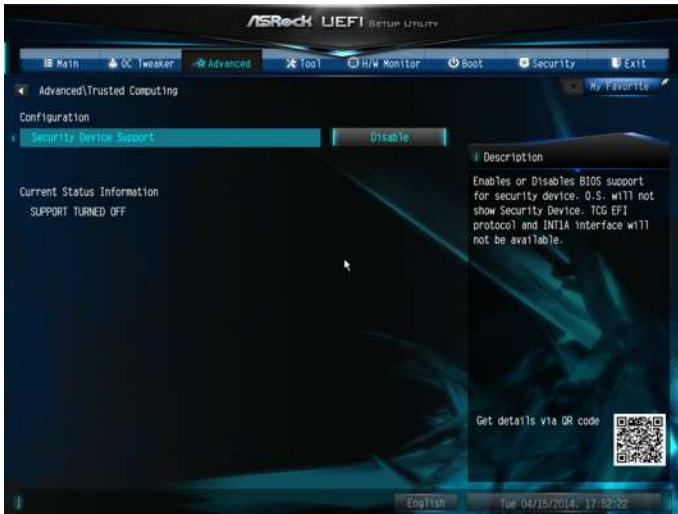 ASRock UEFI SETUP UTILITY
Main OC Tweaker Advanced Tool H/W Monitor Boot Security Exit
Advanced\Trusted Computing My Favorite
Configuration
Security Device Support Disable
Description
Enables or Disables BIOS support
for security device. O.S. will not
show Security Device. TCG EFI
protocol and INT1A interface will
not be available.
Current Status Information
SUPPORT TURNED OFF
Get details via QR code
English Tue 04/15/2014, 17:52:22